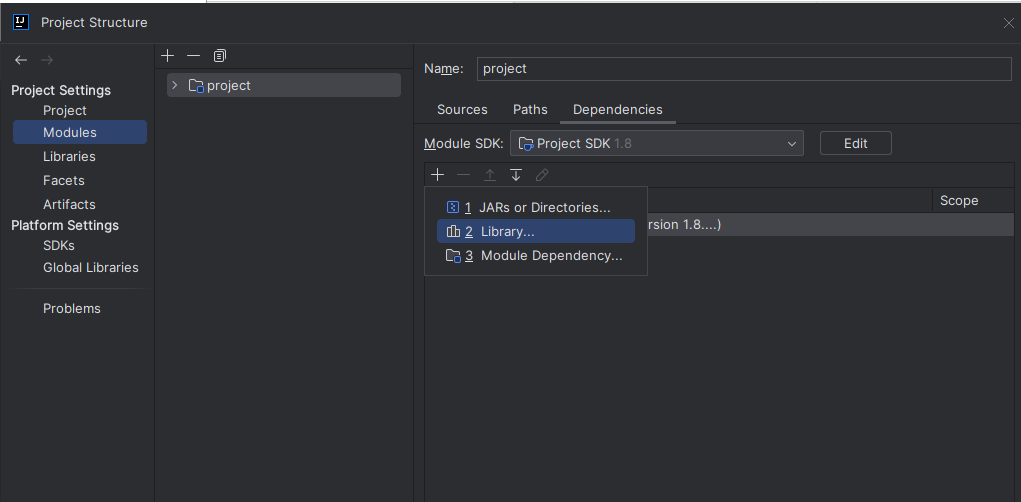 Project Structure
Project Settings
Project
Modules
Libraries
Facets
Artifacts
Platform Settings
SDKs
Global Libraries
Problems
project
Name: project
Sources Paths Dependencies
Module SDK: Project SDK 1.8 Edit
Scope
1 JARs or Directories...
2 Library...
3 Module Dependency...
rsion 1.8....)